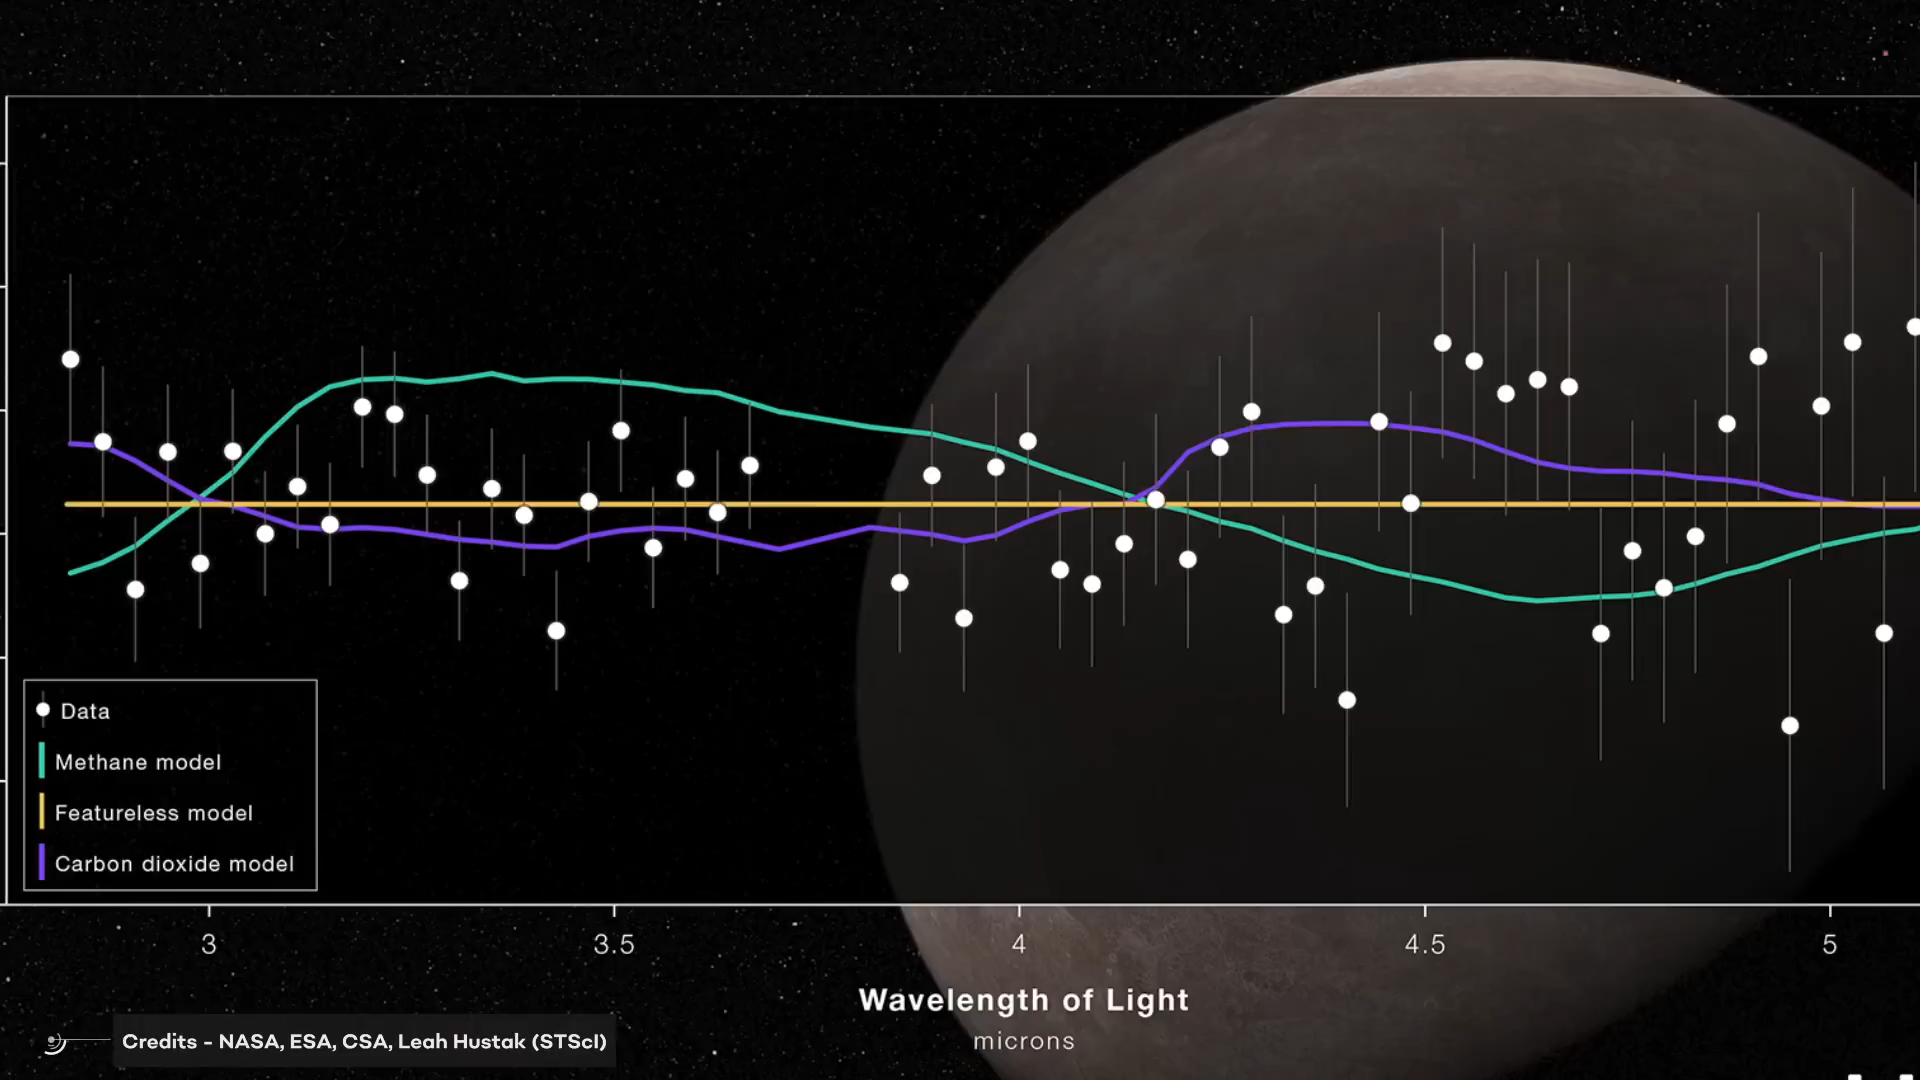 Data
Methane model
Featureless model
Carbon dioxide model
3
3.5
4
4.5
5
Wavelength of Light
microns
Credits - NASA, ESA, CSA, Leah Hustak (STScI)